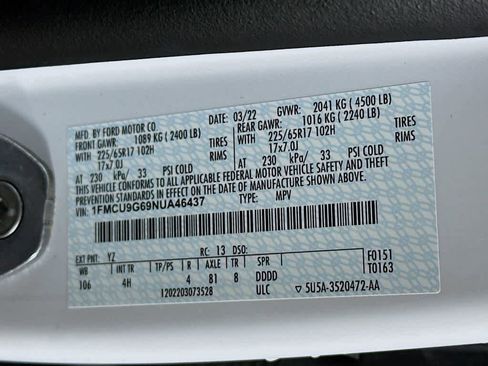 MFD. BY FORD MOTOR CO. DATE: 03/22 GVWR: 2041 KG (4500 LB)
FRONT GAWR: 1089 KG (2400 LB) REAR GAWR: 1016 KG (2240 LB)
WITH 225/65R17 102H WITH 225/65R17 102H
17x7.0J 17x7.0J
AT 230 kPa/ 33 PSI COLD AT 230 kPa/ 33 PSI COLD
THIS VEHICLE CONFORMS TO ALL APPLICABLE FEDERAL MOTOR VEHICLE SAFETY, BUMPER, AND THEFT
PREVENTION STANDARDS IN EFFECT ON THE DATE OF MANUFACTURE SHOWN ABOVE.
VIN: 1FMCU9G69NUA46437 TYPE: MPV
EXT PNT: YZ RC: 13 DSO: F0151
WB INT TR TP/PS R AXLE TR SPR T0163
106 4H 4 81 8 DDDD
1202203073528 ULC ▽ 5U5A-3520472-AA